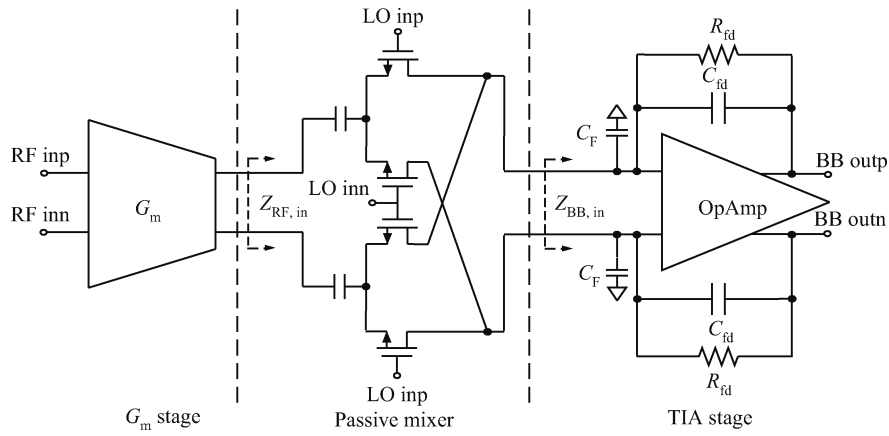 LO inp
R_fd
C_fd
C_F
RF inp
BB outp
G_m
LO inn
Z_RF, in
Z_BB, in
OpAmp
RF inn
BB outn
C_F
C_fd
R_fd
LO inp
G_m stage
Passive mixer
TIA stage